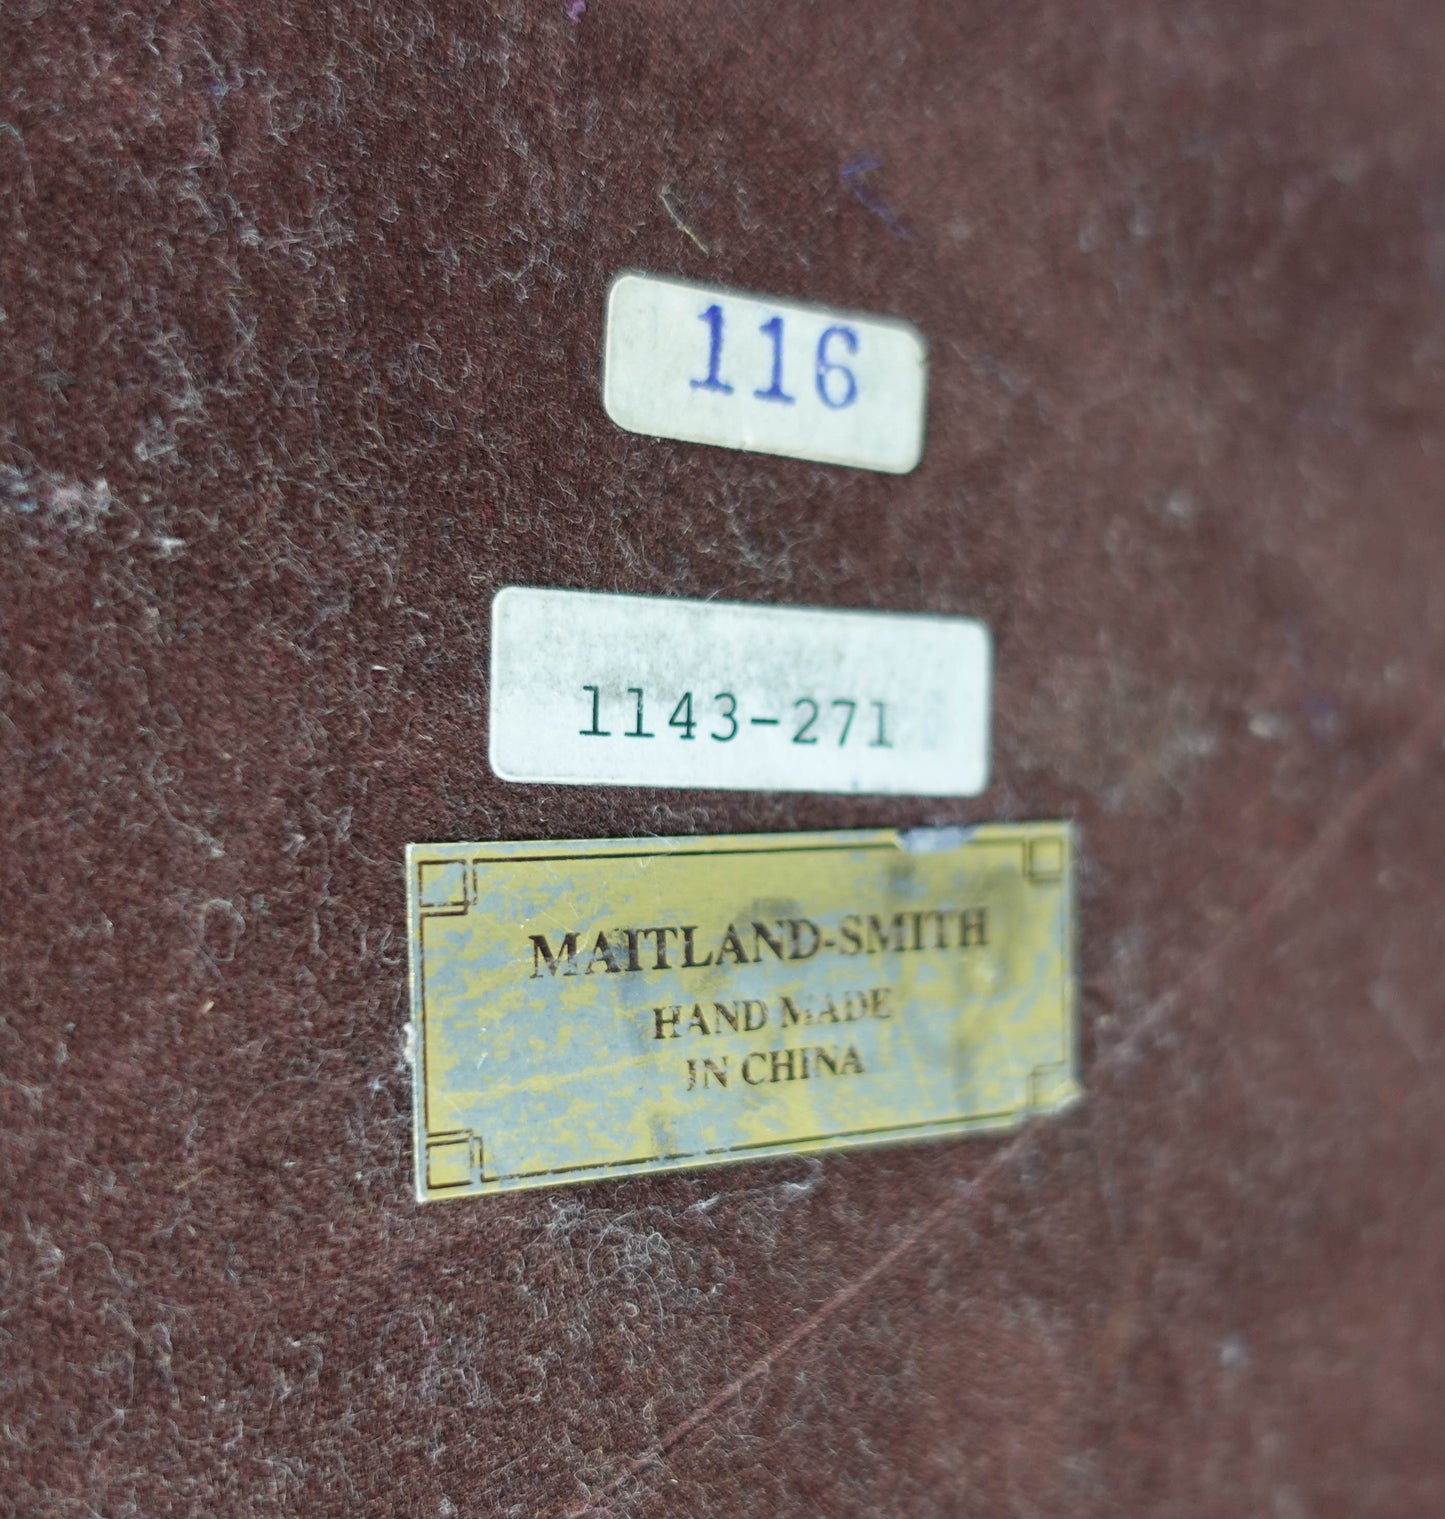 116
1143-271
MAITLAND-SMITH
HAND MADE
IN CHINA